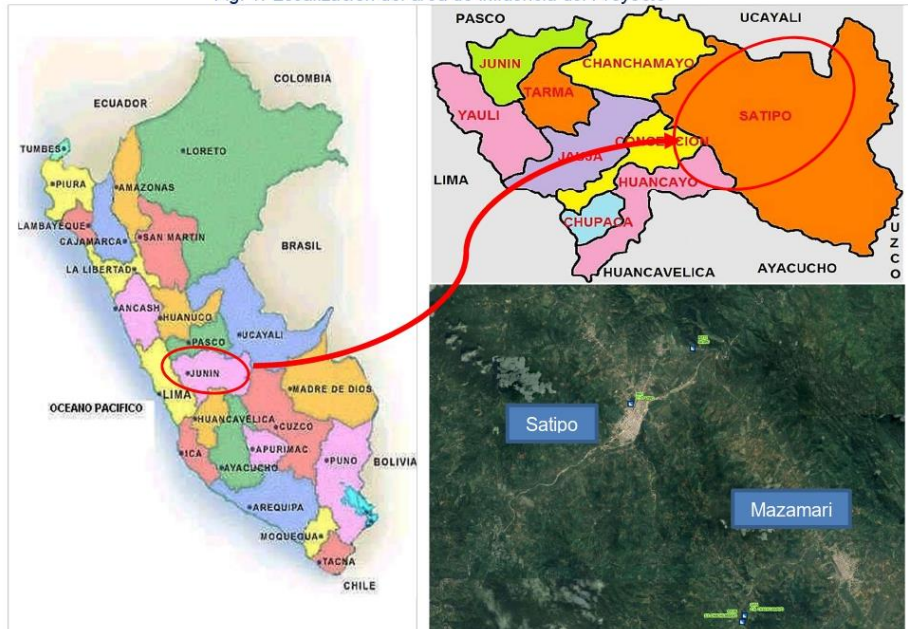 COLOMBIA
ECUADOR
TUMBES
LORETO
PIURA
AMAZONAS
LAMBAYEQUE
CAJAMARCA
SAN MARTIN
BRASIL
LA LIBERTAD
ANCASH
HUANUCO
UCAYALI
PASCO
JUNIN
LIMA
MADRE DE DIOS
OCEANO PACIFICO
HUANCAVELICA
CUZCO
ICA
APURIMAC
PUNO
AYACUCHO
BOLIVIA
AREQUIPA
MOQUEGUA
TACNA
CHILE
PASCO
UCAYALI
JUNIN
CHANCHAMAYO
TARMA
YAULI
SATIPO
CONCEPCION
JAUJA
LIMA
HUANCAYO
CHUPACA
CUZCO
HUANCAVELICA
AYACUCHO
Satipo
Mazamari